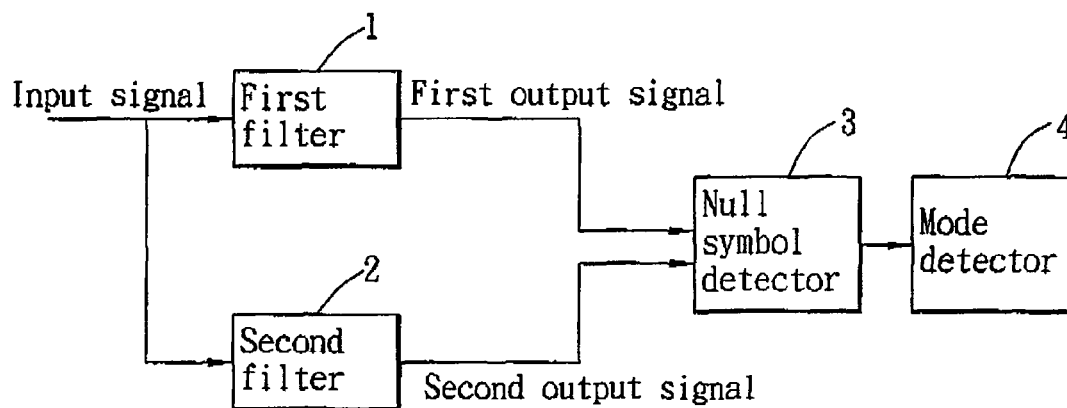 1
Input signal
First
filter
First output signal
3
4
Null
symbol
detector
Mode
detector
2
Second
filter
Second output signal